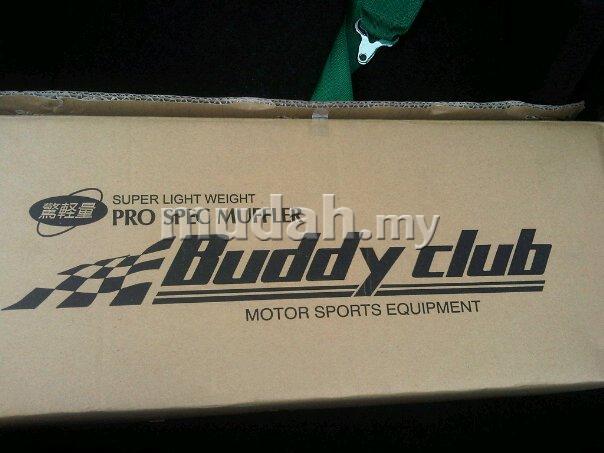 驚軽量
SUPER LIGHT WEIGHT
PRO SPEC MUFFLER
mudah.my
Buddy club
MOTOR SPORTS EQUIPMENT